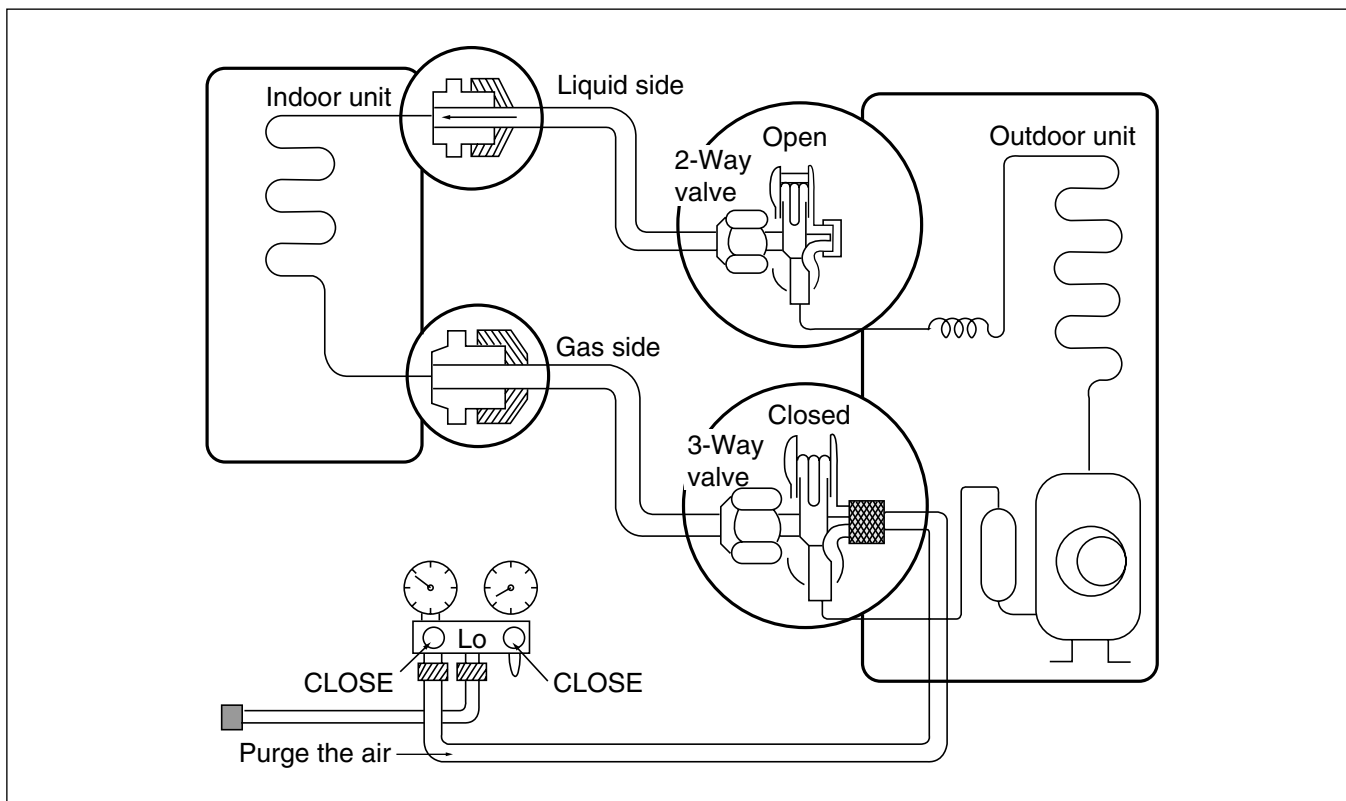 Indoor unit
Liquid side
Open
2-Way
valve
Outdoor unit
Gas side
Closed
3-Way
valve
Lo
CLOSE
CLOSE
Purge the air